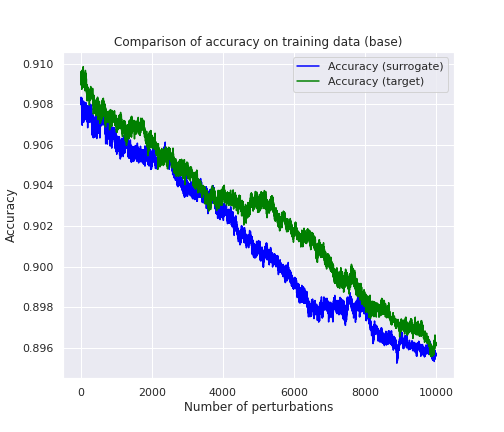 Comparison of accuracy on training data (base)
Accuracy (surrogate)
Accuracy (target)
0.910
0.908
0.906
0.904
0.902
0.900
0.898
0.896
Accuracy
0 2000 4000 6000 8000 10000
Number of perturbations